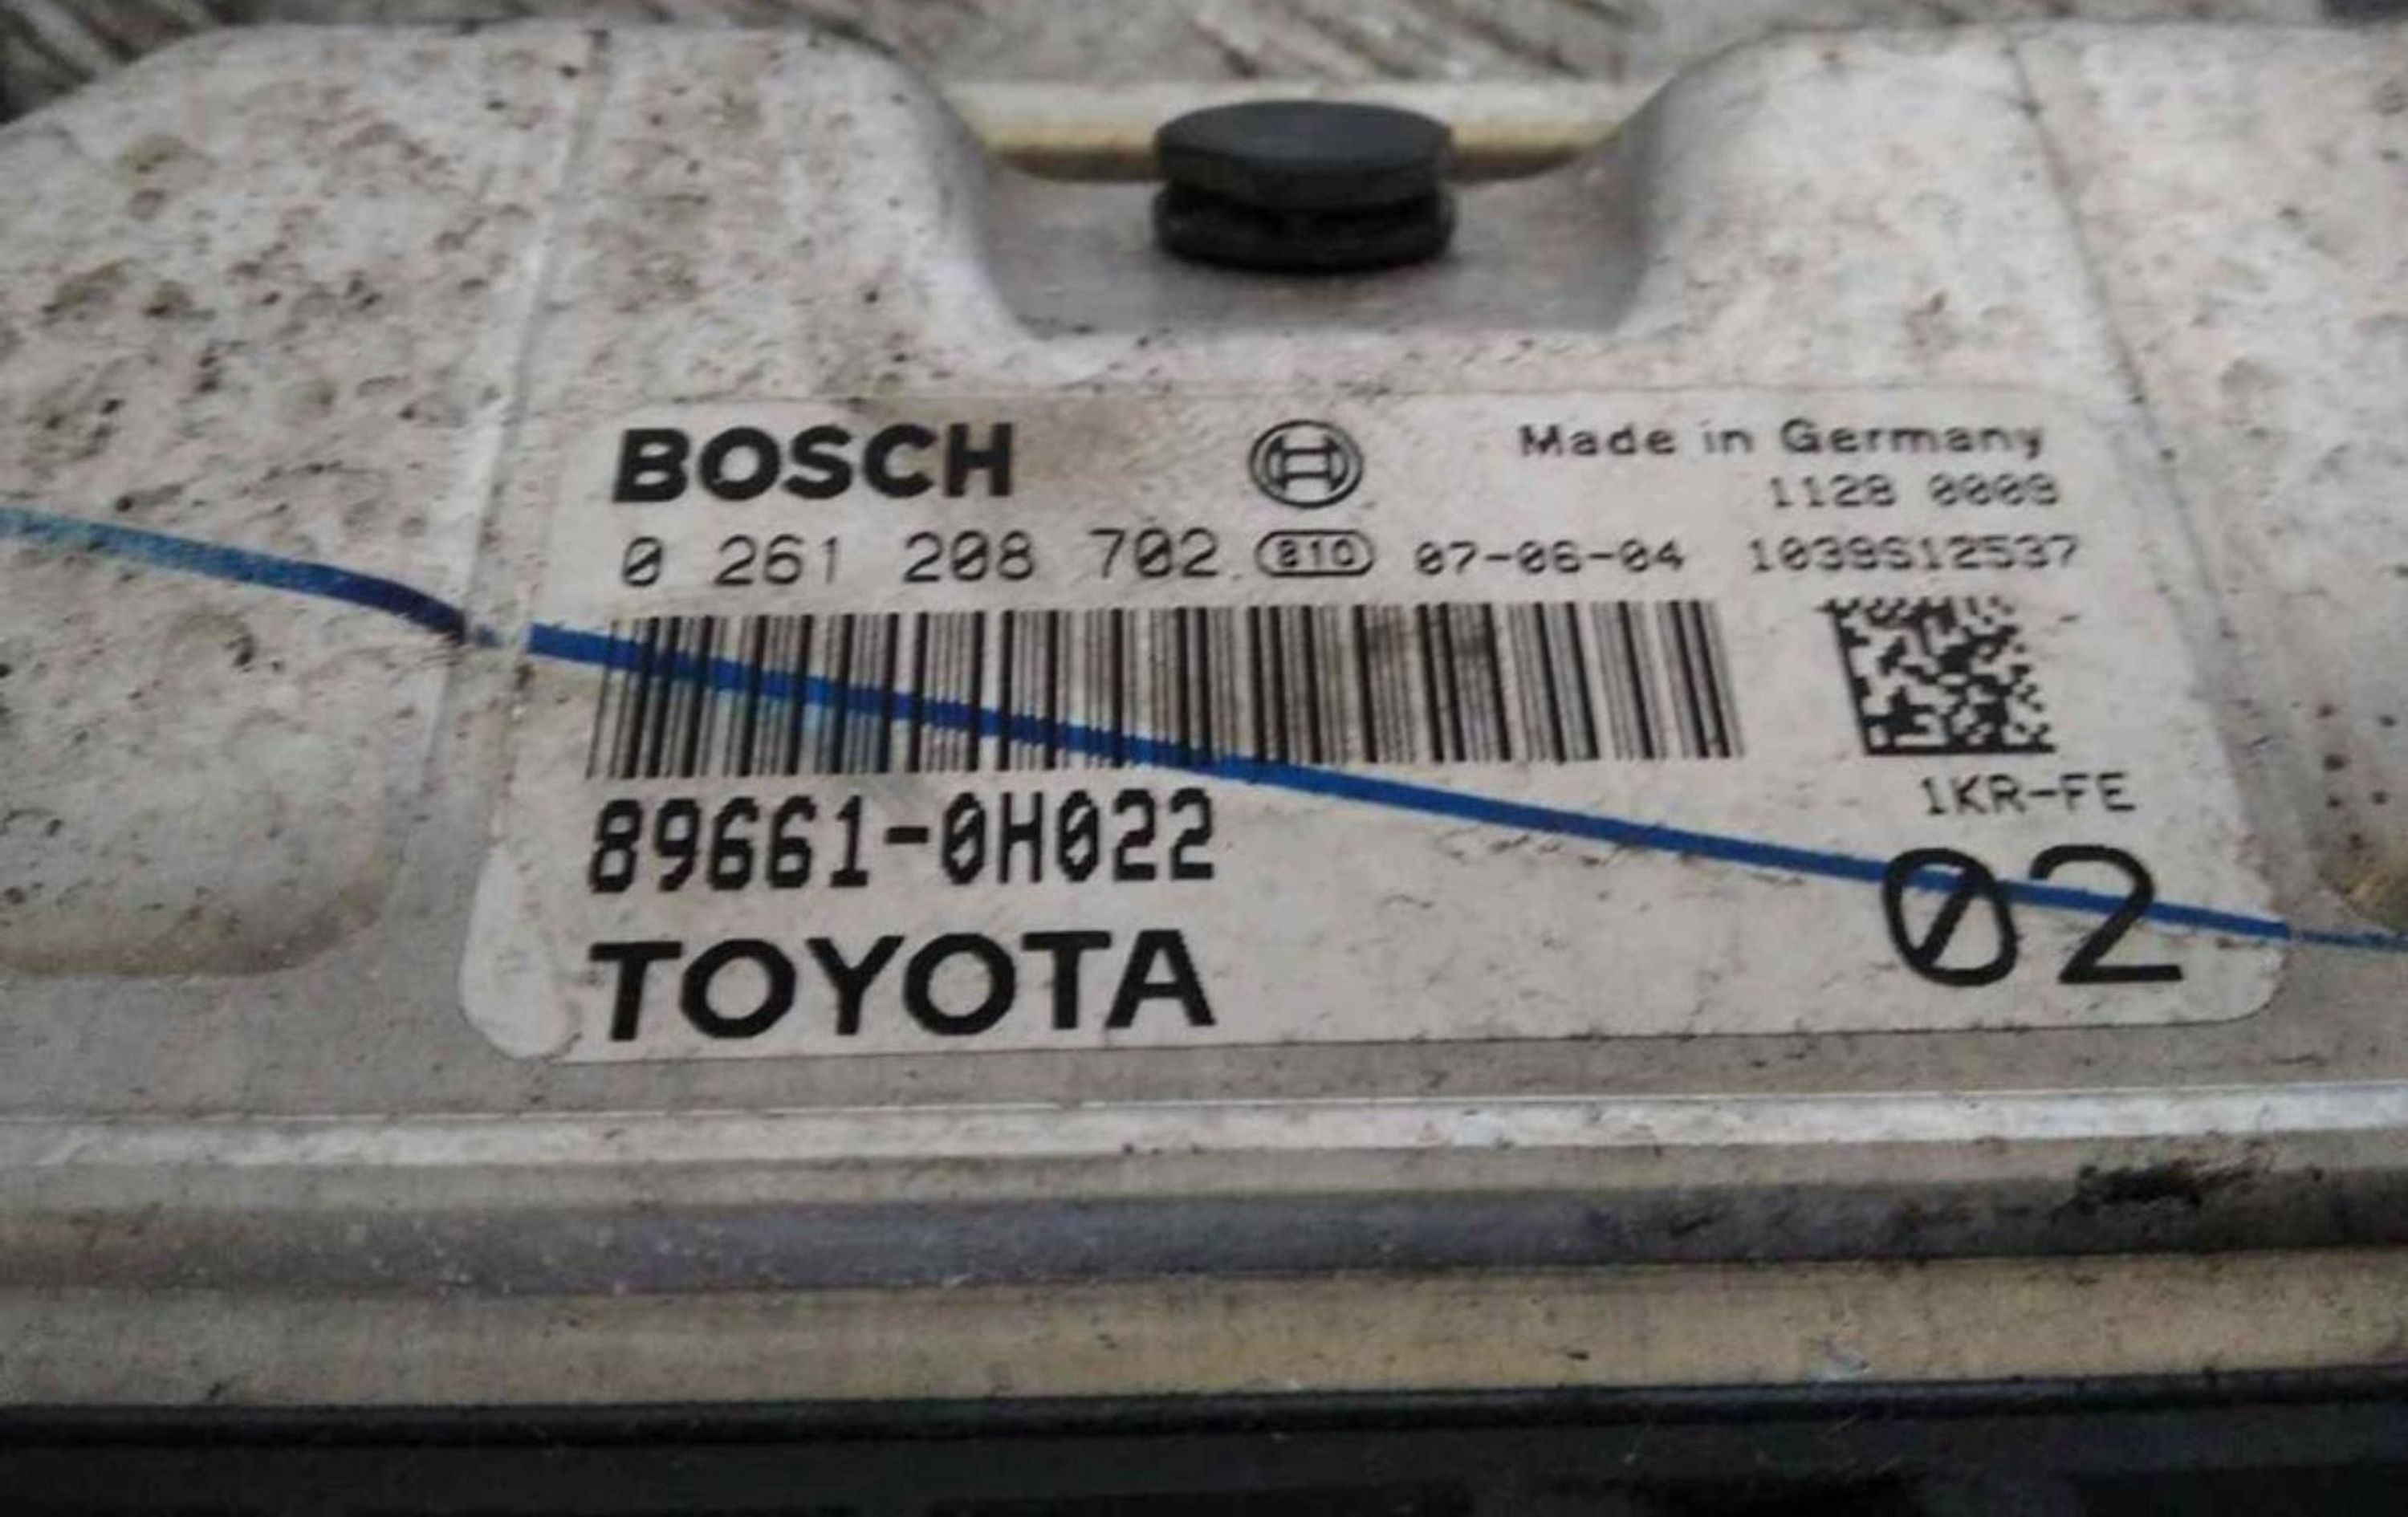 BOSCH
Made in Germany
1128 0009
0 261 208 702 B10 07-06-04 1039S12537
89661-0H022
1KR-FE
TOYOTA
02